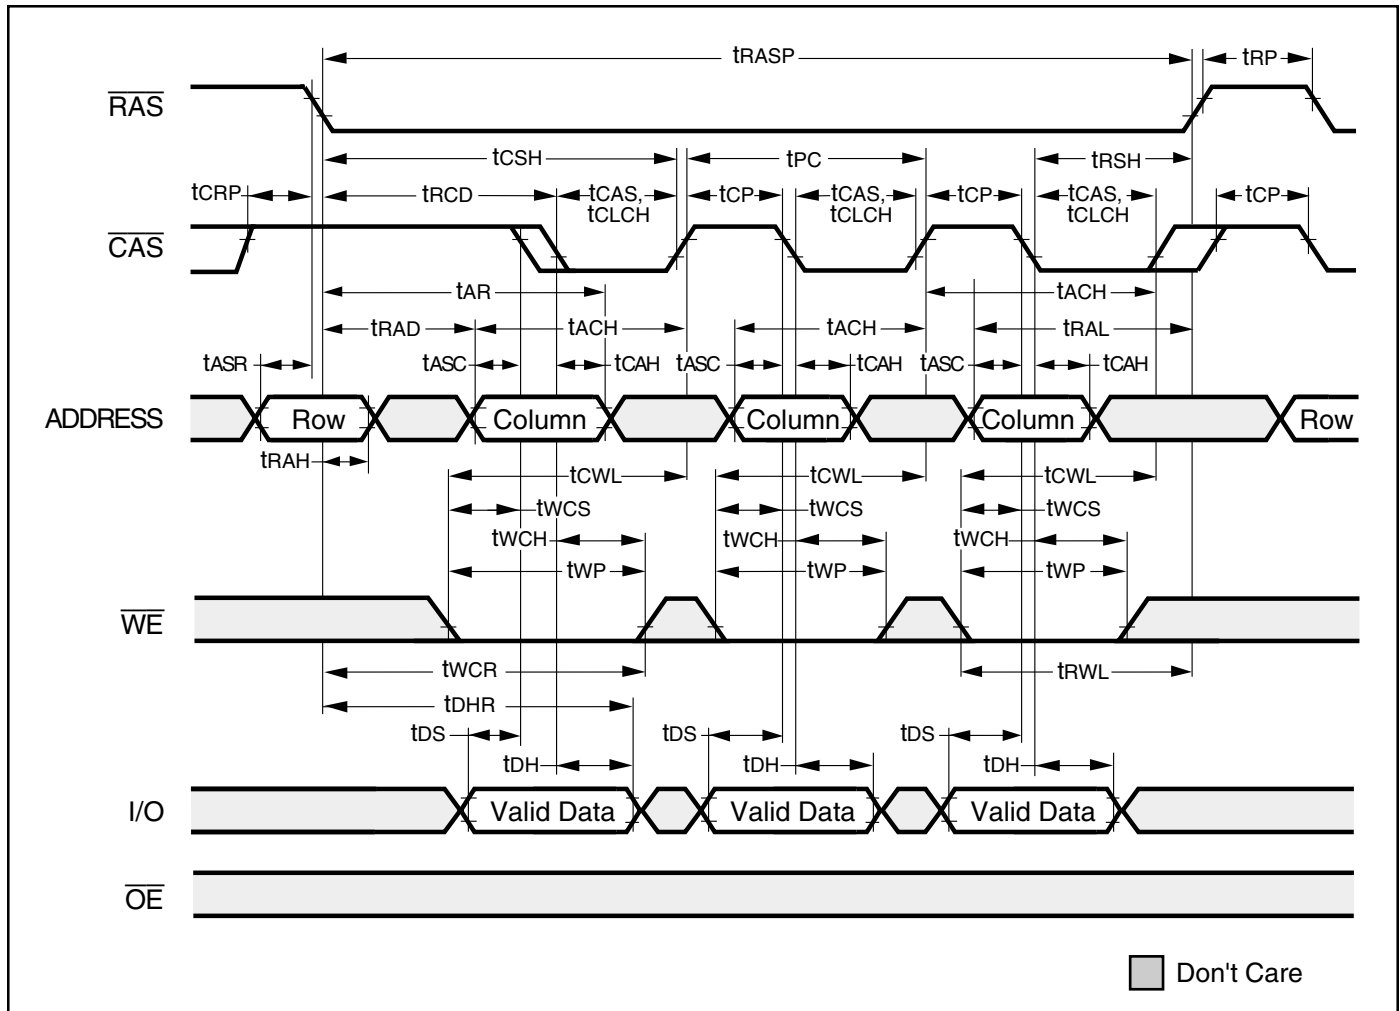 tRASP tRP
RAS
tCSH tPC tRSH
tCRP tRCD tCAS, tCLCH tCP tCAS, tCLCH tCP tCAS, tCLCH tCP
CAS
tAR tACH
tRAD tACH tACH tRAL
tASR tASC tCAH tASC tCAH tASC tCAH
ADDRESS Row Column Column Column Row
tRAH
tCWL tCWL tCWL
tWCS tWCS tWCS
tWCH tWCH tWCH
tWP tWP tWP
WE
tWCR tRWL
tDHR
tDS tDS tDS
tDH tDH tDH
I/O Valid Data Valid Data Valid Data
OE
Don't Care